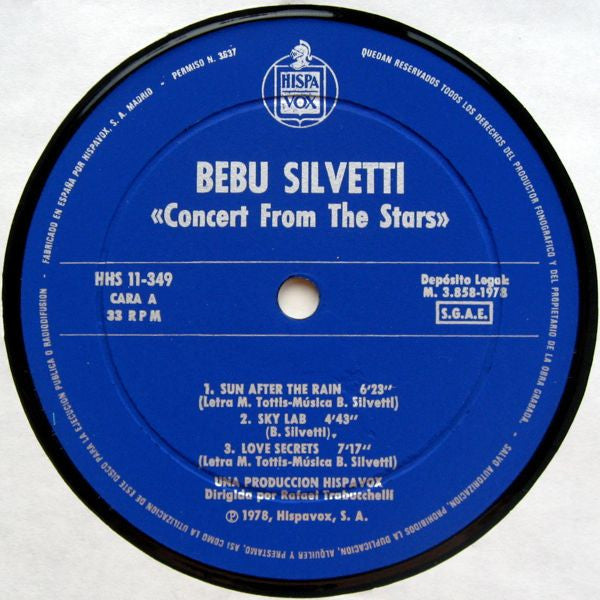 HISPA
VOX
BEBU SILVETTI
«Concert From The Stars»
HHS 11-349
CARA A
33 RPM
Depósito Legal:
M. 3.858-1978
S.G.A.E.
1. SUN AFTER THE RAIN 6'23"
(Letra M. Tottis-Música B. Silvetti)
2. SKY LAB 4'43"
(B. Silvetti).
3. LOVE SECRETS 7'17"
(Letra M. Tottis-Música B. Silvetti)
UNA PRODUCCION HISPAVOX
Dirigida por Rafael Trabucchelli
Ⓟ 1978, Hispavox, S. A.
FABRICADO EN ESPAÑA POR HISPAVOX, S. A. MADRID - PERMISO N. 3537
QUEDAN RESERVADOS TODOS LOS DERECHOS DEL PRODUCTOR FONOGRAFICO Y DEL PROPIETARIO DE LA OBRA GRABADA. - SALVO AUTORIZACION, PROHIBIDOS LA DUPLICACION, ALQUILER Y PRESTAMO, ASI COMO LA UTILIZACION DE ESTE DISCO PARA LA EJECUCION PUBLICA O RADIODIFUSION -